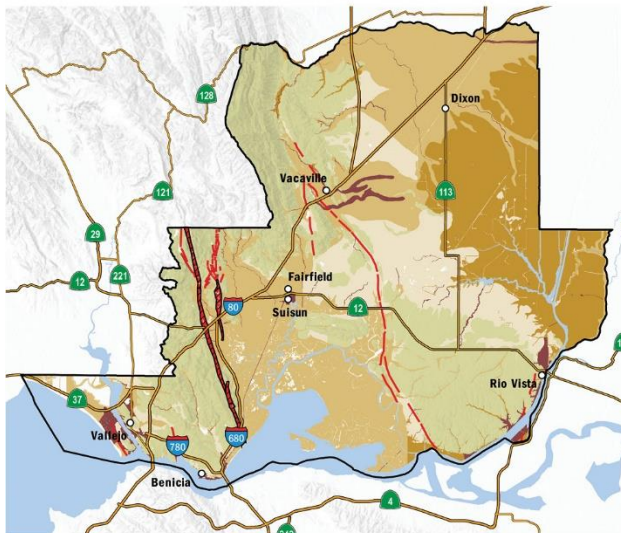 128
Dixon
Vacaville
121
113
29
221
12
Fairfield
80
Suisun
12
Rio Vista
37
Vallejo
780
680
Benicia
4